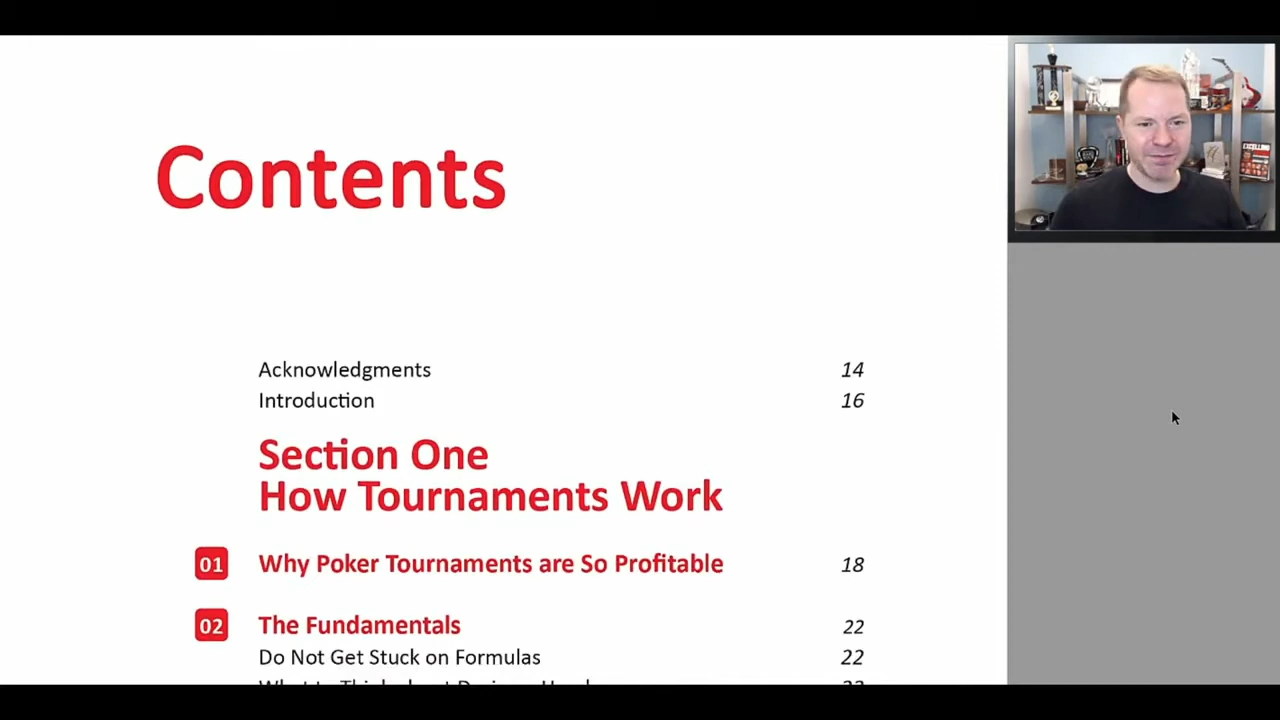 Contents
Acknowledgments 14
Introduction 16
Section One
How Tournaments Work
01 Why Poker Tournaments are So Profitable 18
02 The Fundamentals 22
Do Not Get Stuck on Formulas 22
EXCELLING